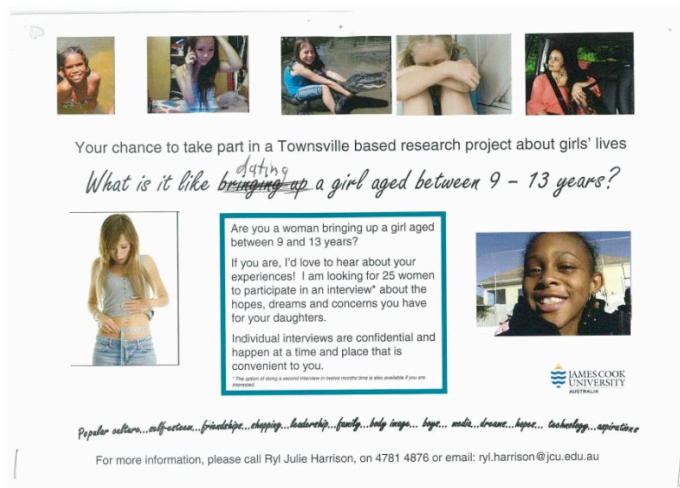 Your chance to take part in a Townsville based research project about girls' lives
dating
What is it like bringing up a girl aged between 9 – 13 years?
Are you a woman bringing up a girl aged
between 9 and 13 years?
If you are, I'd love to hear about your
experiences! I am looking for 25 women
to participate in an interview* about the
hopes, dreams and concerns you have
for your daughters.
Individual interviews are confidential and
happen at a time and place that is
convenient to you.
* The option of doing a second interview in twelve months time is also available if you are
interested.
JAMES COOK
UNIVERSITY
AUSTRALIA
Popular culture...self-esteem...friendships...shopping...leadership...family...body image... boys... media...dreams...hopes... technology...aspirations
For more information, please call Ryl Julie Harrison, on 4781 4876 or email: ryl.harrison@jcu.edu.au